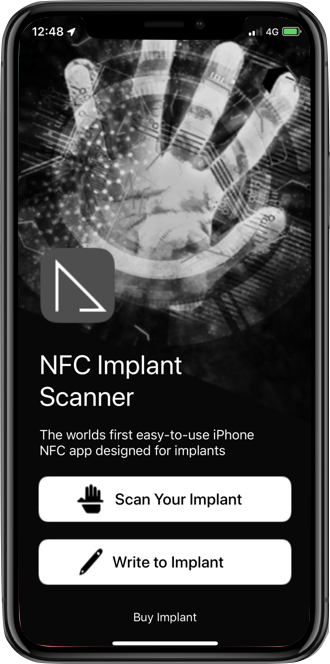 12:48 4G
NFC Implant
Scanner
The worlds first easy-to-use iPhone
NFC app designed for implants
Scan Your Implant
Write to Implant
Buy Implant